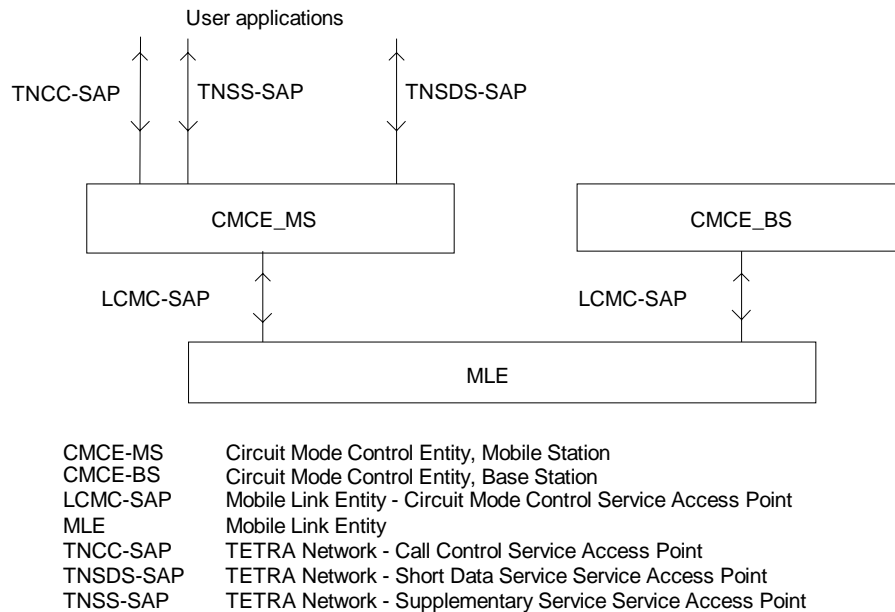 User applications
TNCC-SAP TNSS-SAP TNSDS-SAP
CMCE_MS CMCE_BS
LCMC-SAP LCMC-SAP
MLE
CMCE-MS Circuit Mode Control Entity, Mobile Station
CMCE-BS Circuit Mode Control Entity, Base Station
LCMC-SAP Mobile Link Entity - Circuit Mode Control Service Access Point
MLE Mobile Link Entity
TNCC-SAP TETRA Network - Call Control Service Access Point
TNSDS-SAP TETRA Network - Short Data Service Service Access Point
TNSS-SAP TETRA Network - Supplementary Service Service Access Point